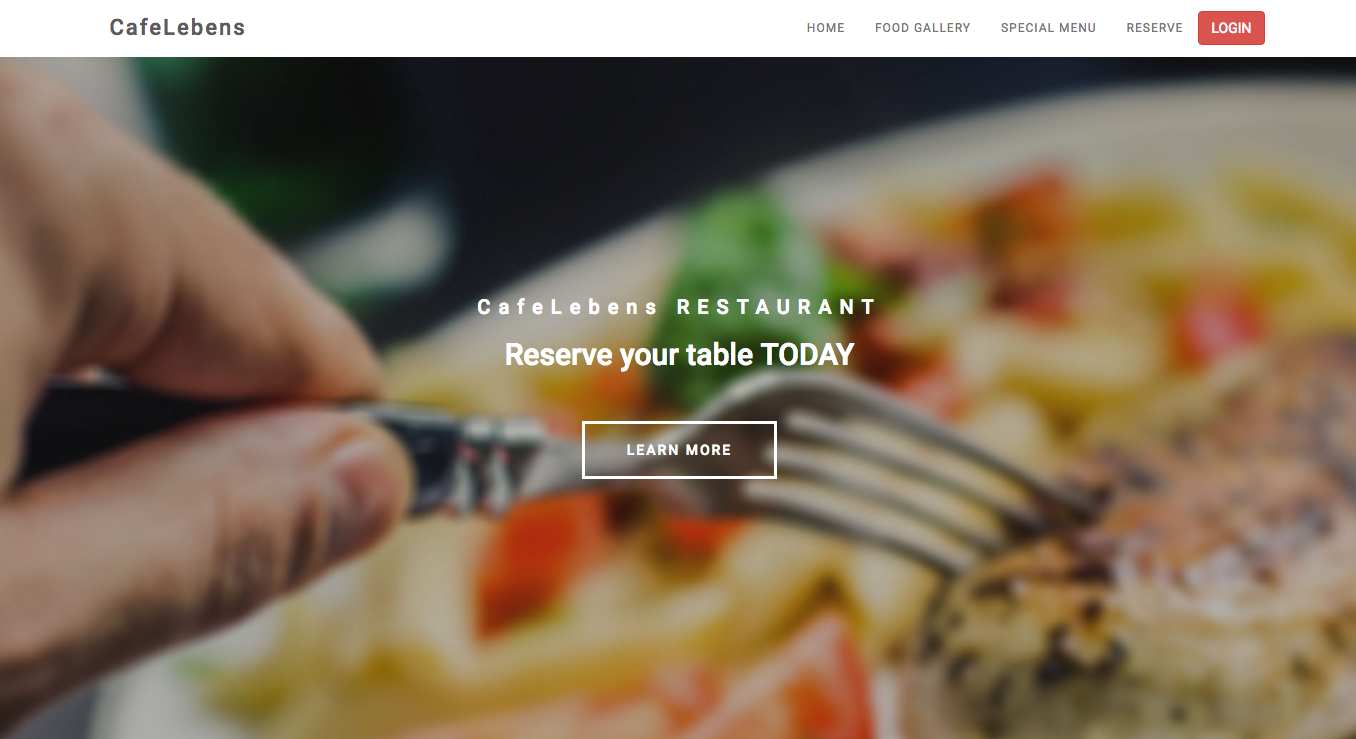 CafeLebens
HOME FOOD GALLERY SPECIAL MENU RESERVE LOGIN
CafeLebens RESTAURANT
Reserve your table TODAY
LEARN MORE